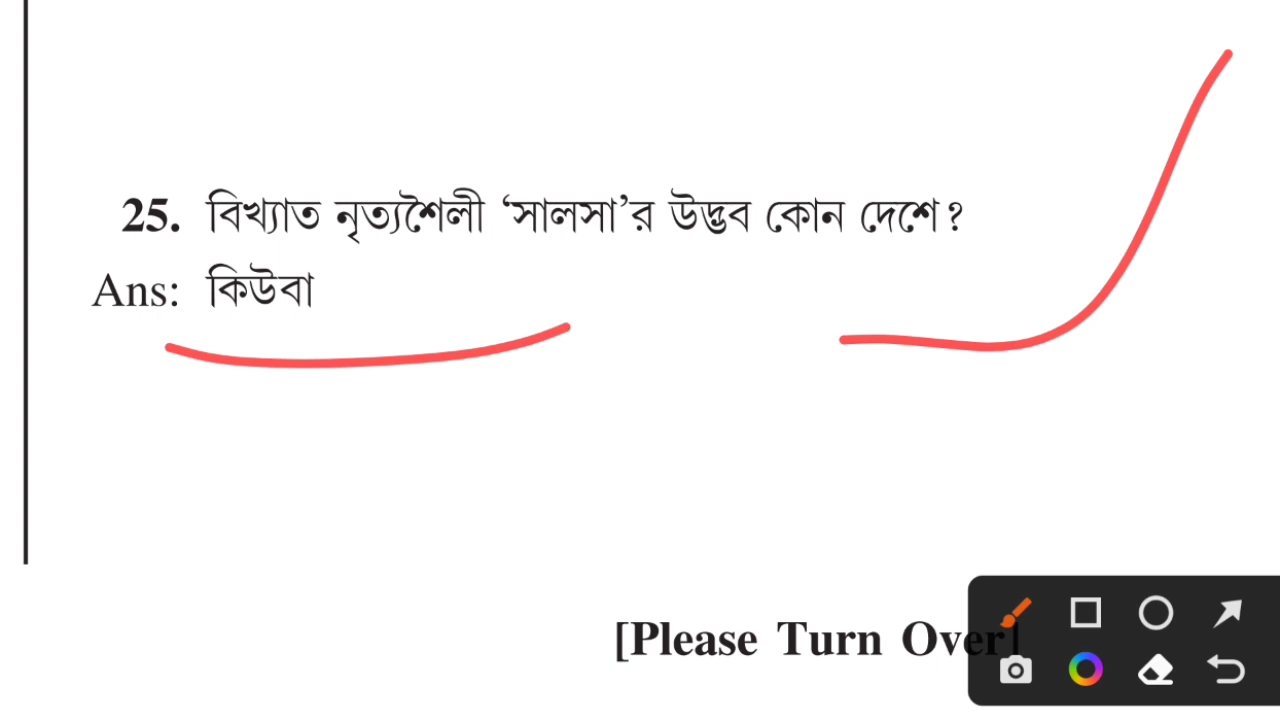 25. বিখ্যাত নৃত্যশৈলী ‘সালসা’র উদ্ভব কোন দেশে?
Ans: কিউবা
[Please Turn Over]